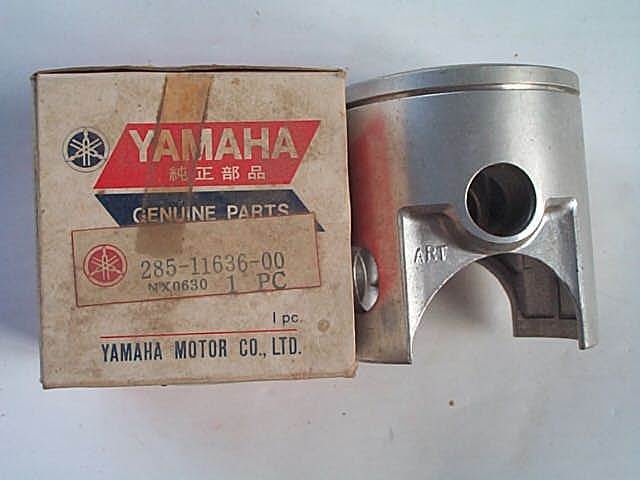 YAMAHA
純正部品
GENUINE PARTS
285-11636-00
NX0630 1 PC
1 pc.
YAMAHA MOTOR CO., LTD.
ART